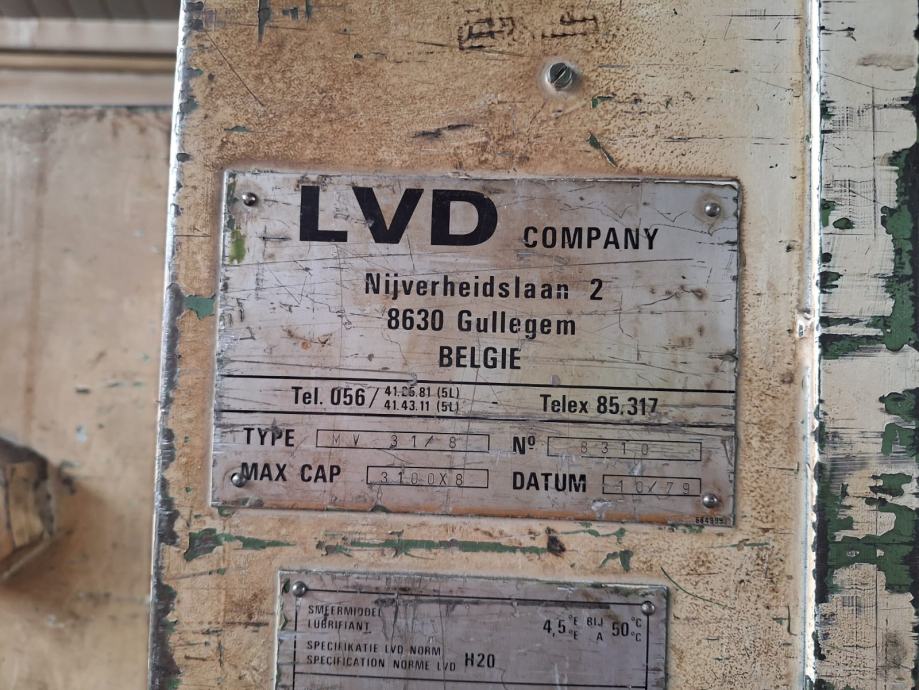 LVD COMPANY
Nijverheidslaan 2
8630 Gullegem
BELGIE
Tel. 056/ 41.25.81 (5L)
41.43.11 (5L)
Telex 85.317
TYPE MV 31/8 Nº 8310
MAX CAP 3100X8 DATUM 10/79
SMEERMIDDEL
LUBRIFIANT
4,5°E BIJ 50°C
°E A
SPECIFIKATIE LVD NORM
SPECIFICATION NORME LVD
H20